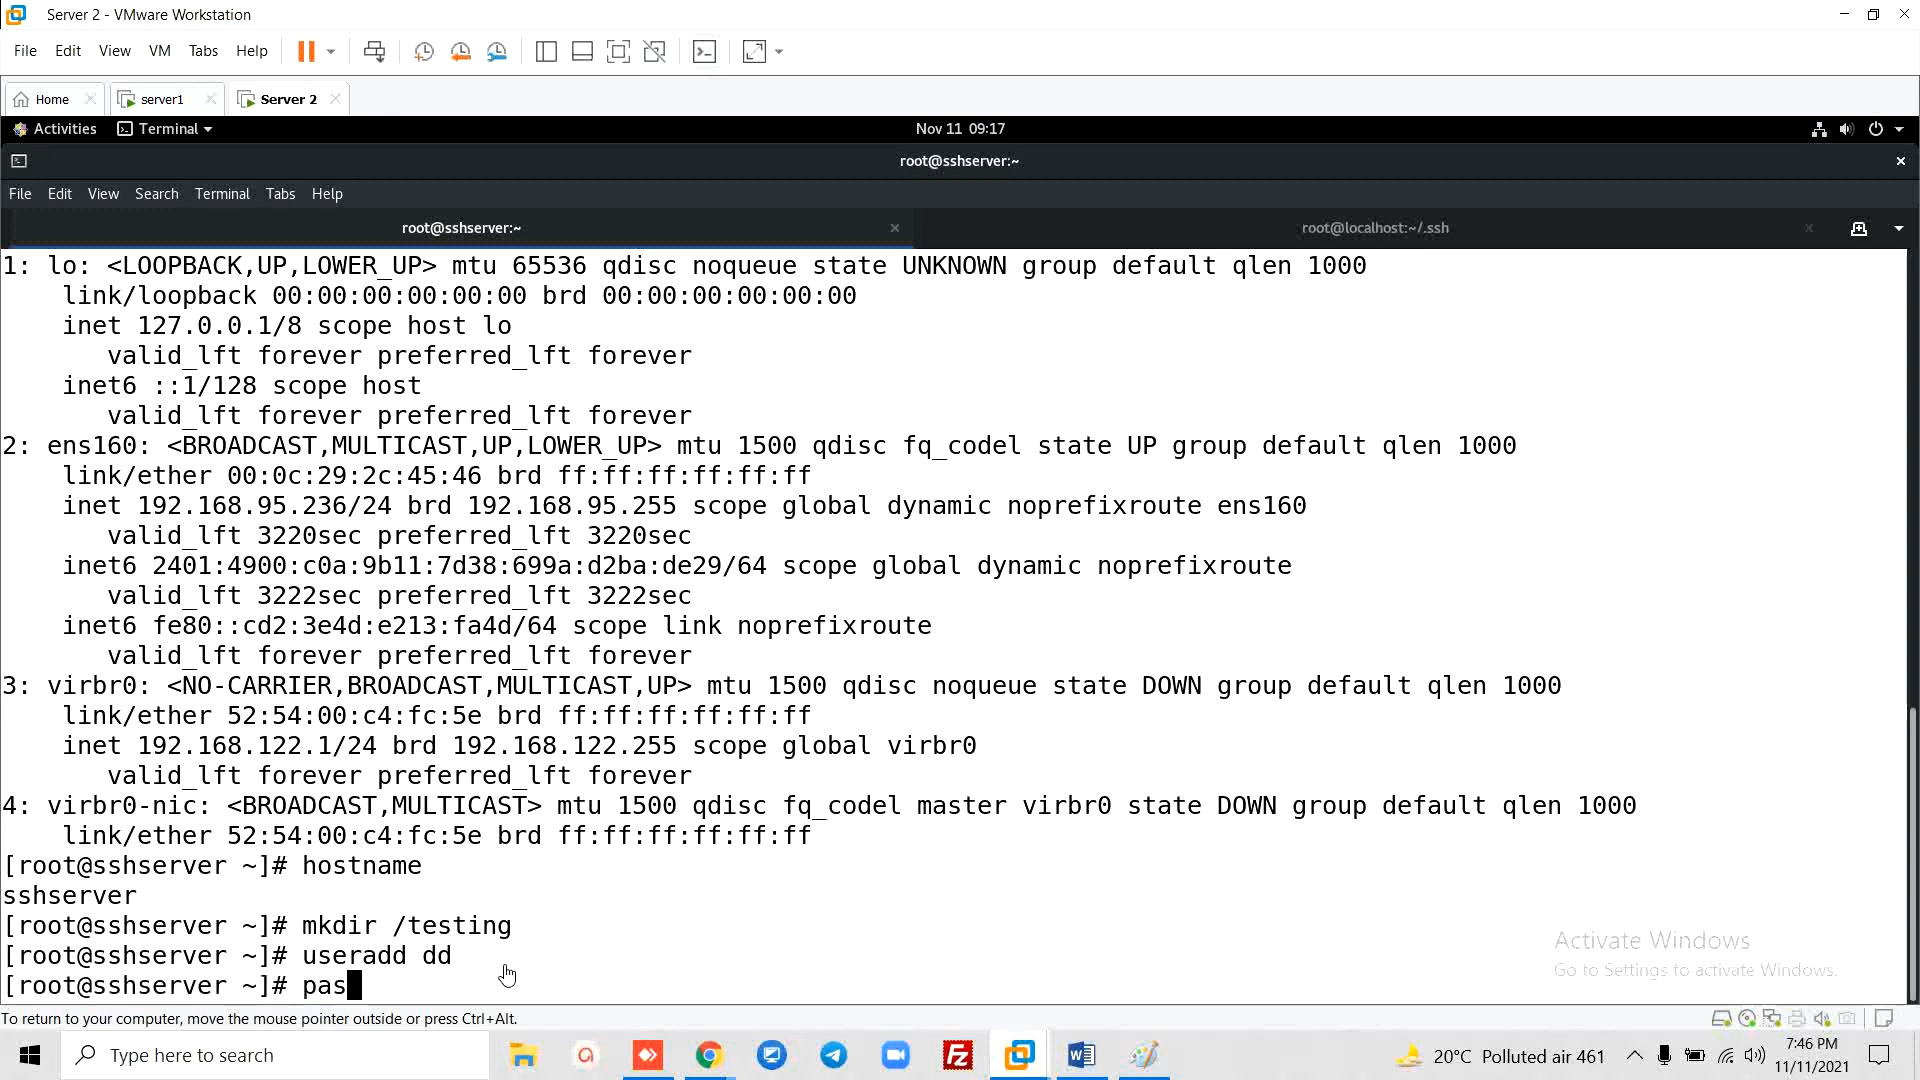 Server 2 - VMware Workstation
File Edit View VM Tabs Help
Home server1 Server 2
Activities Terminal Nov 11 09:17
root@sshserver:~
File Edit View Search Terminal Tabs Help
root@sshserver:~ root@localhost:~/.ssh
1: lo: <LOOPBACK,UP,LOWER_UP> mtu 65536 qdisc noqueue state UNKNOWN group default qlen 1000
link/loopback 00:00:00:00:00:00 brd 00:00:00:00:00:00
inet 127.0.0.1/8 scope host lo
valid_lft forever preferred_lft forever
inet6 ::1/128 scope host
valid_lft forever preferred_lft forever
2: ens160: <BROADCAST,MULTICAST,UP,LOWER_UP> mtu 1500 qdisc fq_codel state UP group default qlen 1000
link/ether 00:0c:29:2c:45:46 brd ff:ff:ff:ff:ff:ff
inet 192.168.95.236/24 brd 192.168.95.255 scope global dynamic noprefixroute ens160
valid_lft 3220sec preferred_lft 3220sec
inet6 2401:4900:c0a:9b11:7d38:699a:d2ba:de29/64 scope global dynamic noprefixroute
valid_lft 3222sec preferred_lft 3222sec
inet6 fe80::cd2:3e4d:e213:fa4d/64 scope link noprefixroute
valid_lft forever preferred_lft forever
3: virbr0: <NO-CARRIER,BROADCAST,MULTICAST,UP> mtu 1500 qdisc noqueue state DOWN group default qlen 1000
link/ether 52:54:00:c4:fc:5e brd ff:ff:ff:ff:ff:ff
inet 192.168.122.1/24 brd 192.168.122.255 scope global virbr0
valid_lft forever preferred_lft forever
4: virbr0-nic: <BROADCAST,MULTICAST> mtu 1500 qdisc fq_codel master virbr0 state DOWN group default qlen 1000
link/ether 52:54:00:c4:fc:5e brd ff:ff:ff:ff:ff:ff
[root@sshserver ~]# hostname
sshserver
[root@sshserver ~]# mkdir /testing
[root@sshserver ~]# useradd dd
[root@sshserver ~]# pas
Activate Windows
Go to Settings to activate Windows.
To return to your computer, move the mouse pointer outside or press Ctrl+Alt.
Type here to search
20°C Polluted air 461
7:46 PM
11/11/2021